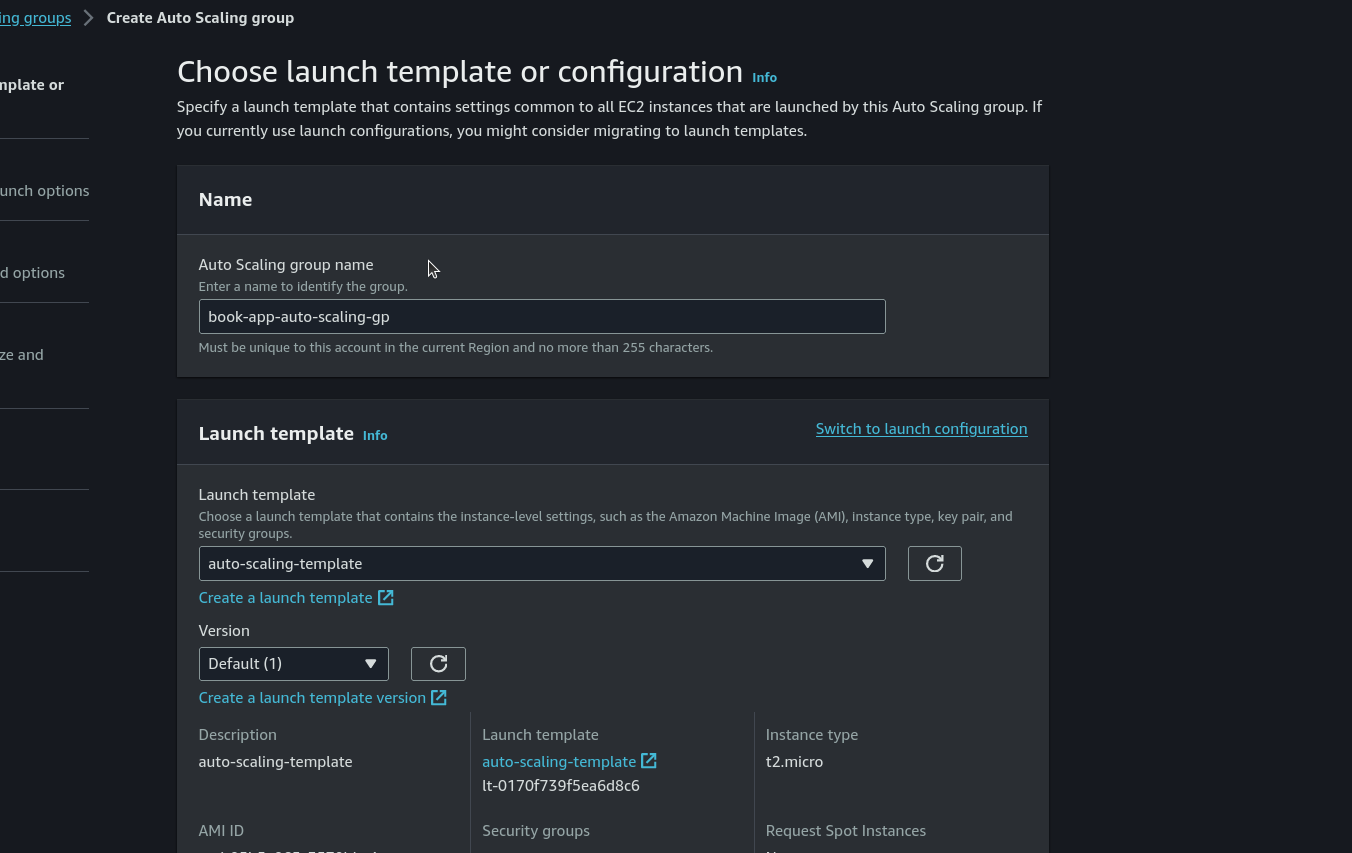 ing groups > Create Auto Scaling group
mplate or
unch options
d options
ze and
Choose launch template or configuration Info
Specify a launch template that contains settings common to all EC2 instances that are launched by this Auto Scaling group. If
you currently use launch configurations, you might consider migrating to launch templates.
Name
Auto Scaling group name
Enter a name to identify the group.
book-app-auto-scaling-gp
Must be unique to this account in the current Region and no more than 255 characters.
Launch template Info
Switch to launch configuration
Launch template
Choose a launch template that contains the instance-level settings, such as the Amazon Machine Image (AMI), instance type, key pair, and
security groups.
auto-scaling-template
Create a launch template
Version
Default (1)
Create a launch template version
Description
auto-scaling-template
Launch template
auto-scaling-template
lt-0170f739f5ea6d8c6
Instance type
t2.micro
AMI ID
Security groups
Request Spot Instances